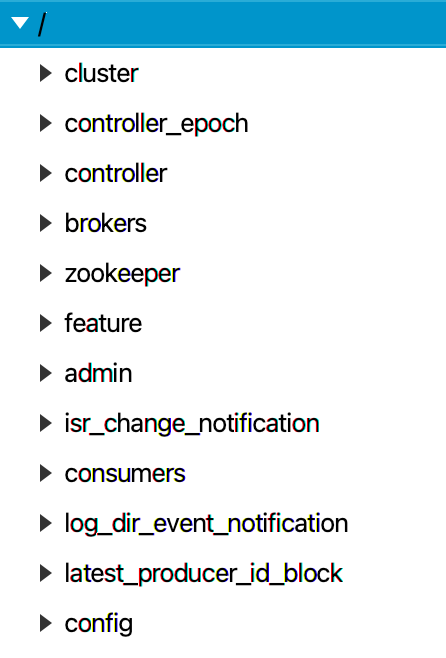 /
cluster
controller_epoch
controller
brokers
zookeeper
feature
admin
isr_change_notification
consumers
log_dir_event_notification
latest_producer_id_block
config